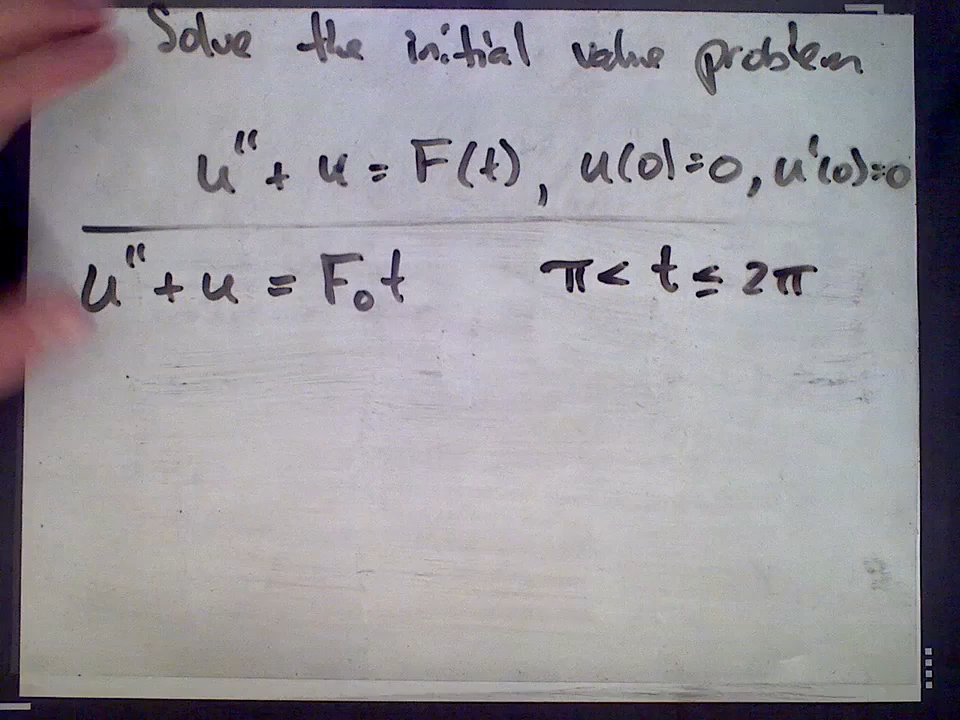 Solve the initial value problem
u" + u = F(t), u(0)=0, u'(0)=0
u" + u = F₀t π < t ≤ 2π